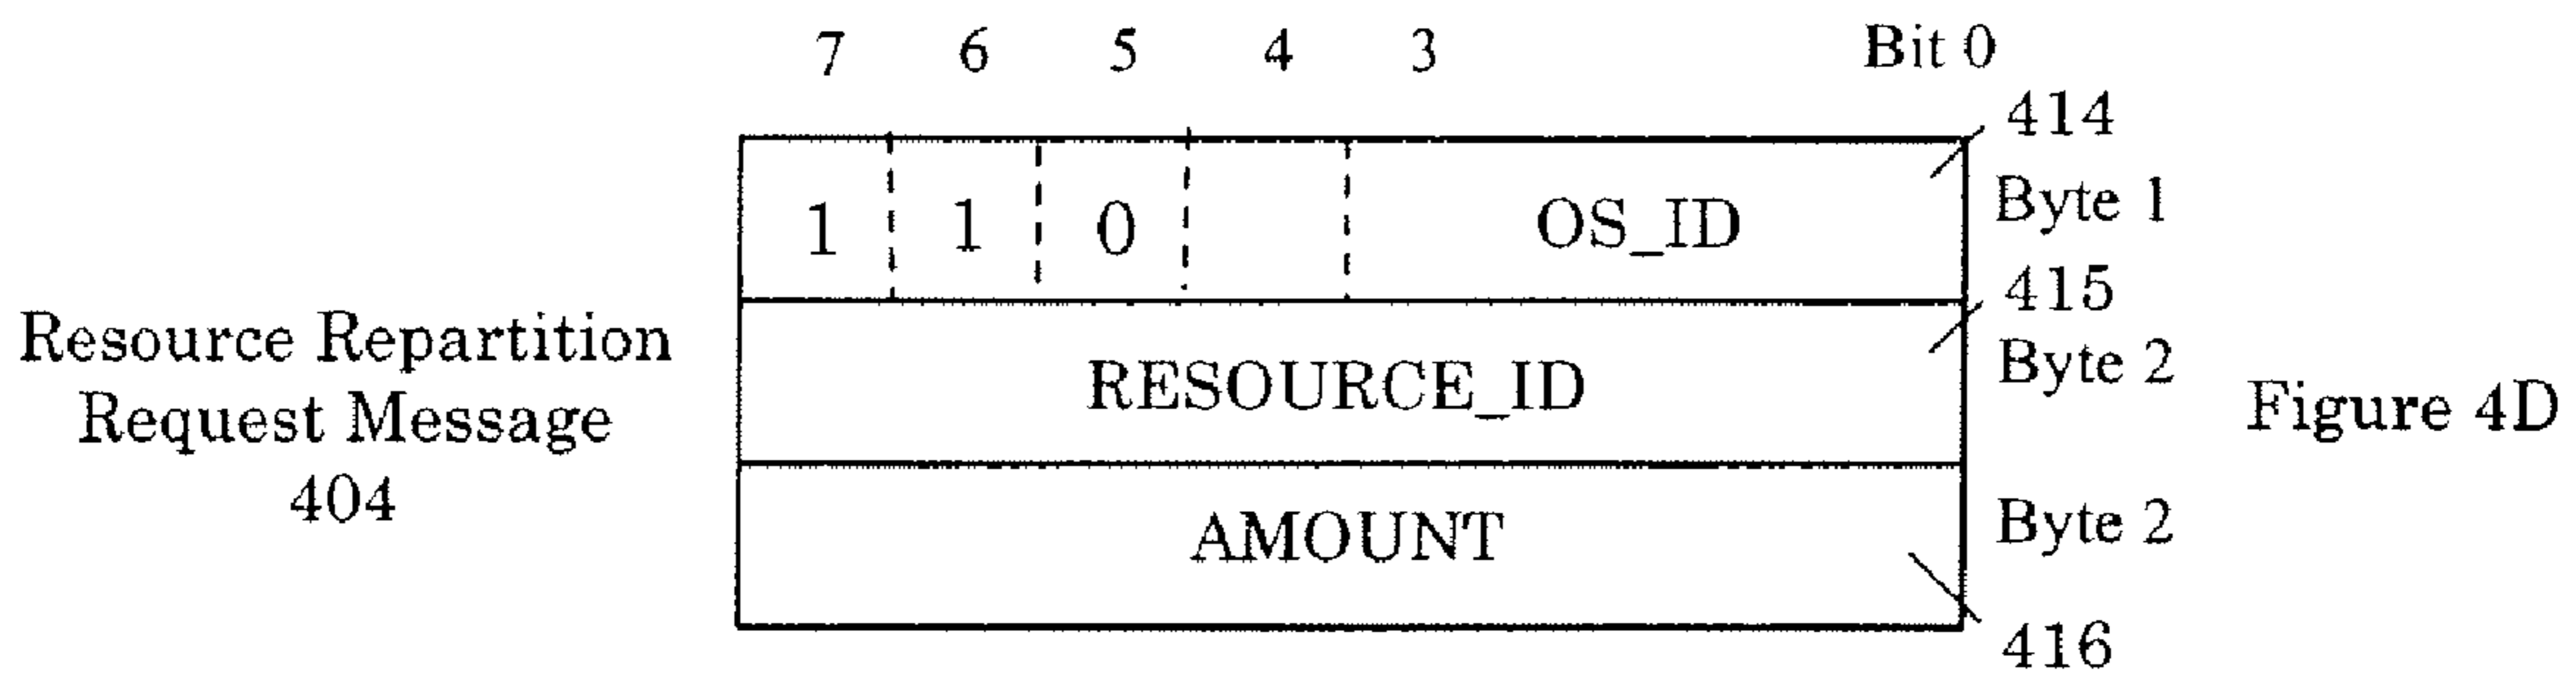 7 6 5 4 3 Bit 0
414
1 1 0 OS_ID Byte 1
415
Resource Repartition
Request Message
404
RESOURCE_ID Byte 2
Figure 4D
AMOUNT Byte 2
416